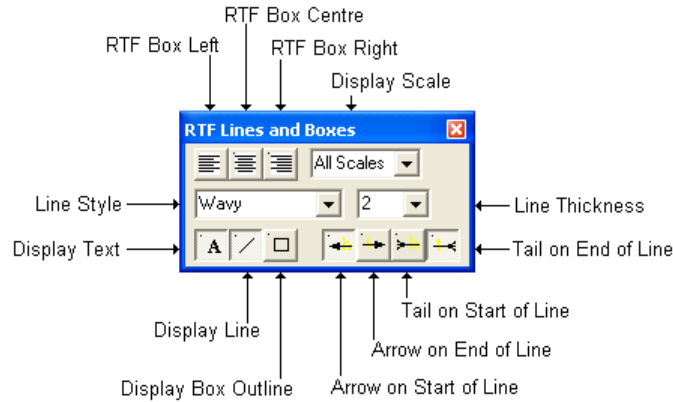 RTF Box Centre
RTF Box Left
RTF Box Right
Display Scale
RTF Lines and Boxes
All Scales
Line Style
Wavy
2
Line Thickness
Display Text
A
Tail on End of Line
Tail on Start of Line
Display Line
Arrow on End of Line
Display Box Outline
Arrow on Start of Line